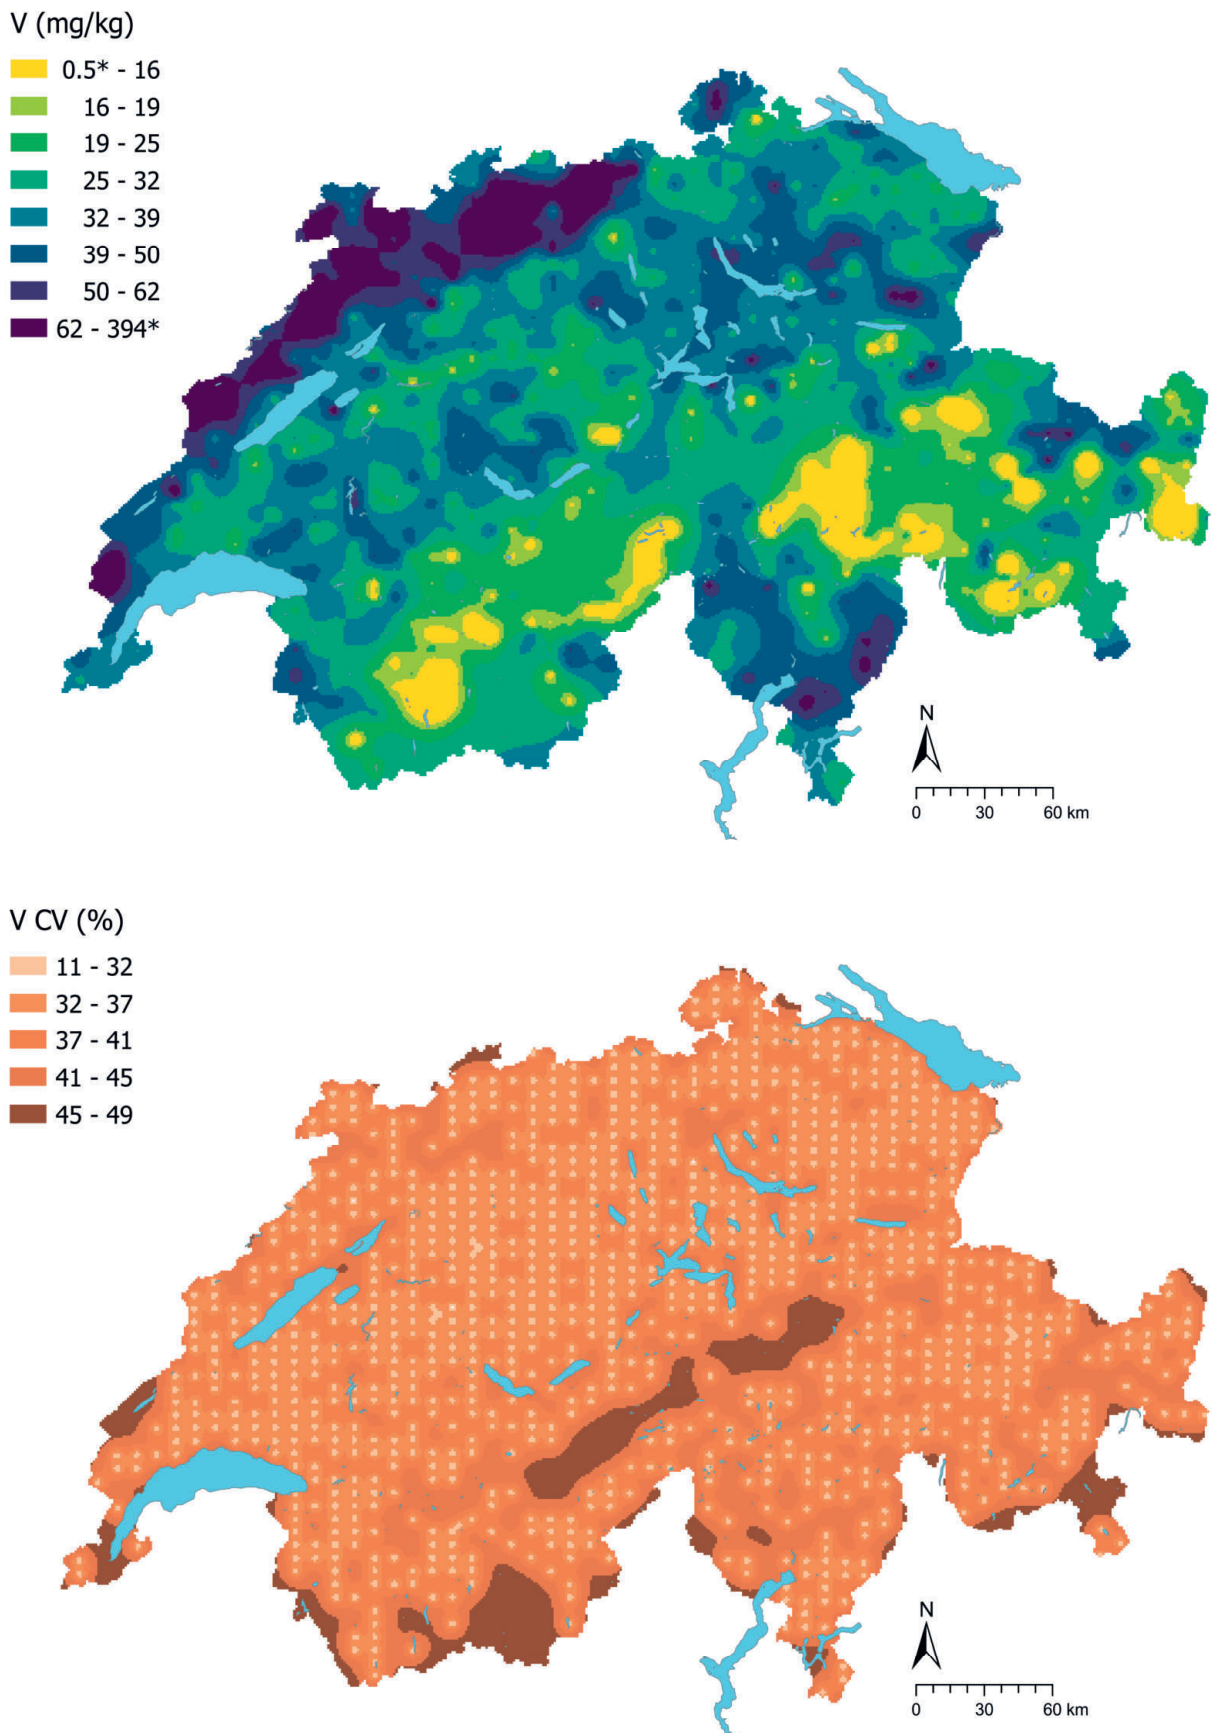 V (mg/kg)
0.5* - 16
16 - 19
19 - 25
25 - 32
32 - 39
39 - 50
50 - 62
62 - 394*
N
0 30 60 km
V CV (%)
11 - 32
32 - 37
37 - 41
41 - 45
45 - 49
N
0 30 60 km